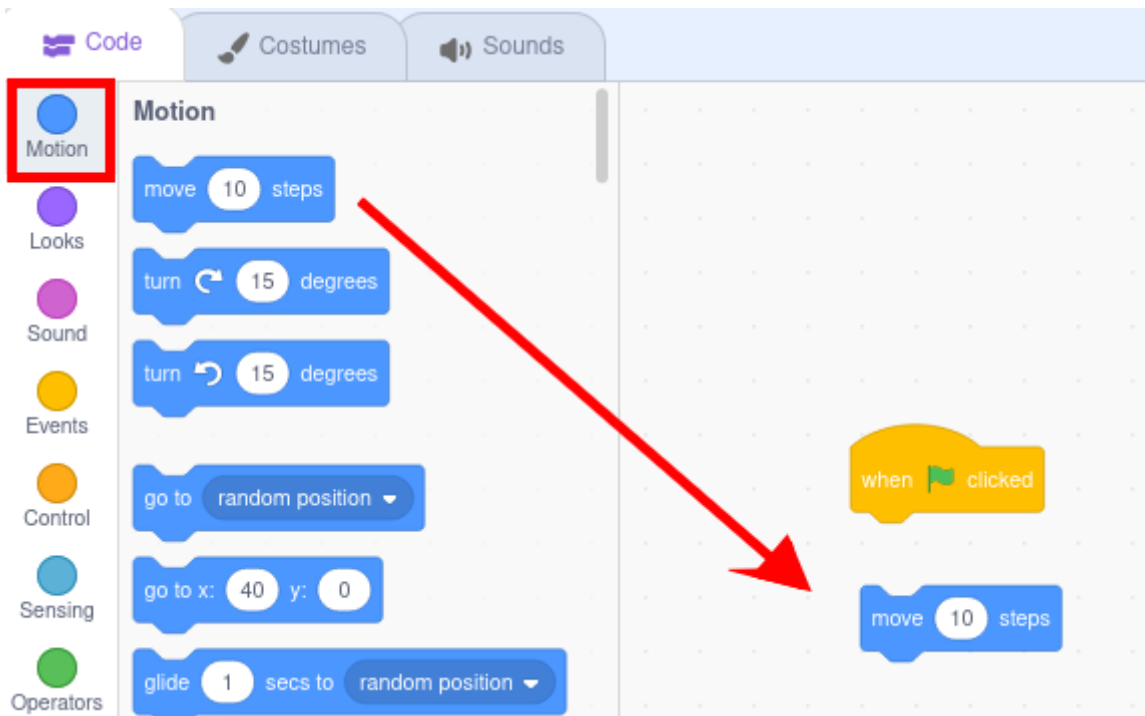 Code
Costumes
Sounds
Motion
Looks
Sound
Events
Control
Sensing
Operators
Motion
move 10 steps
turn 15 degrees
turn 15 degrees
go to random position
go to x: 40 y: 0
glide 1 secs to random position
when clicked
move 10 steps